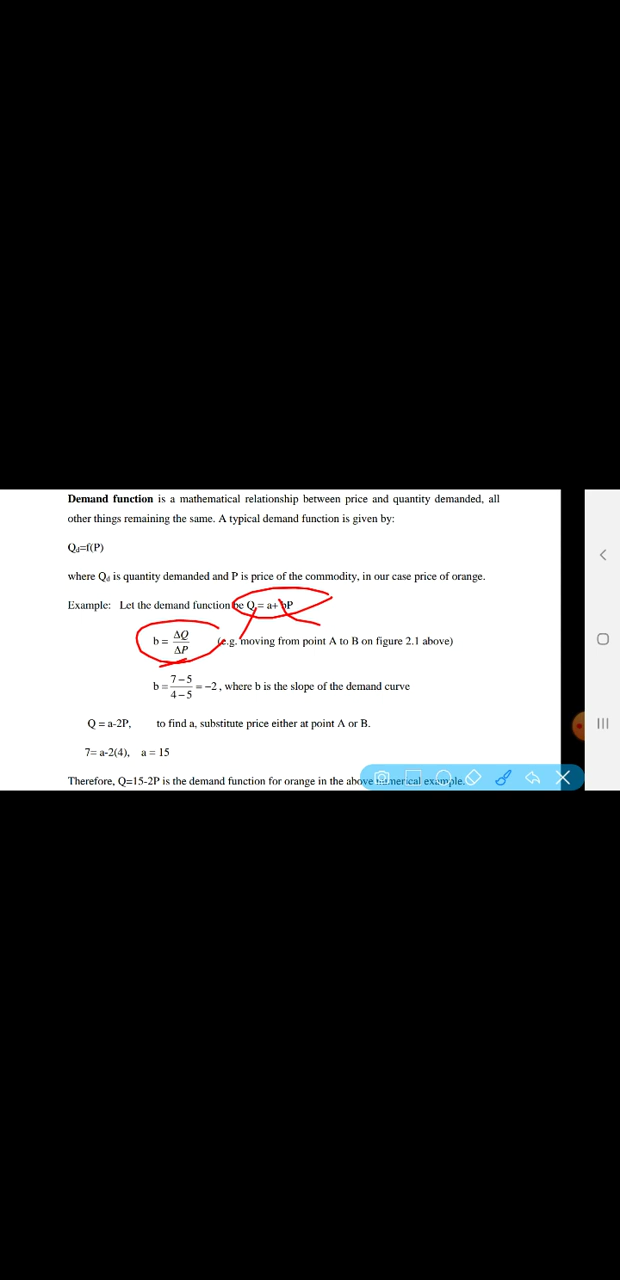 Demand function is a mathematical relationship between price and quantity demanded, all
other things remaining the same. A typical demand function is given by:
Qd=f(P)
where Qd is quantity demanded and P is price of the commodity, in our case price of orange.
Example: Let the demand function be Q = a+ bP
b = ΔQ/ΔP (e.g. moving from point A to B on figure 2.1 above)
b = 7−5/4−5 = −2, where b is the slope of the demand curve
Q = a-2P, to find a, substitute price either at point A or B.
7= a-2(4), a = 15
Therefore, Q=15-2P is the demand function for orange in the above numerical example.